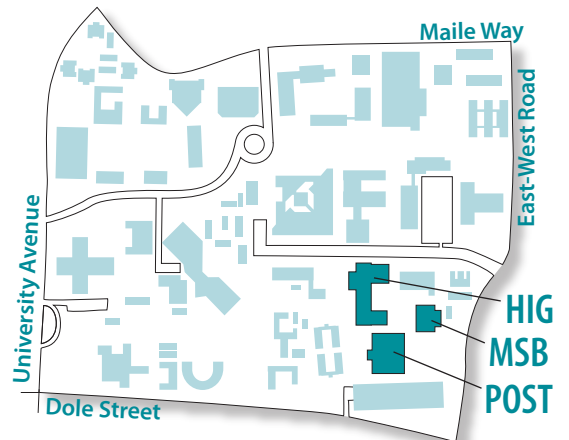 Maile Way
East-West Road
University Avenue
HIG
MSB
POST
Dole Street